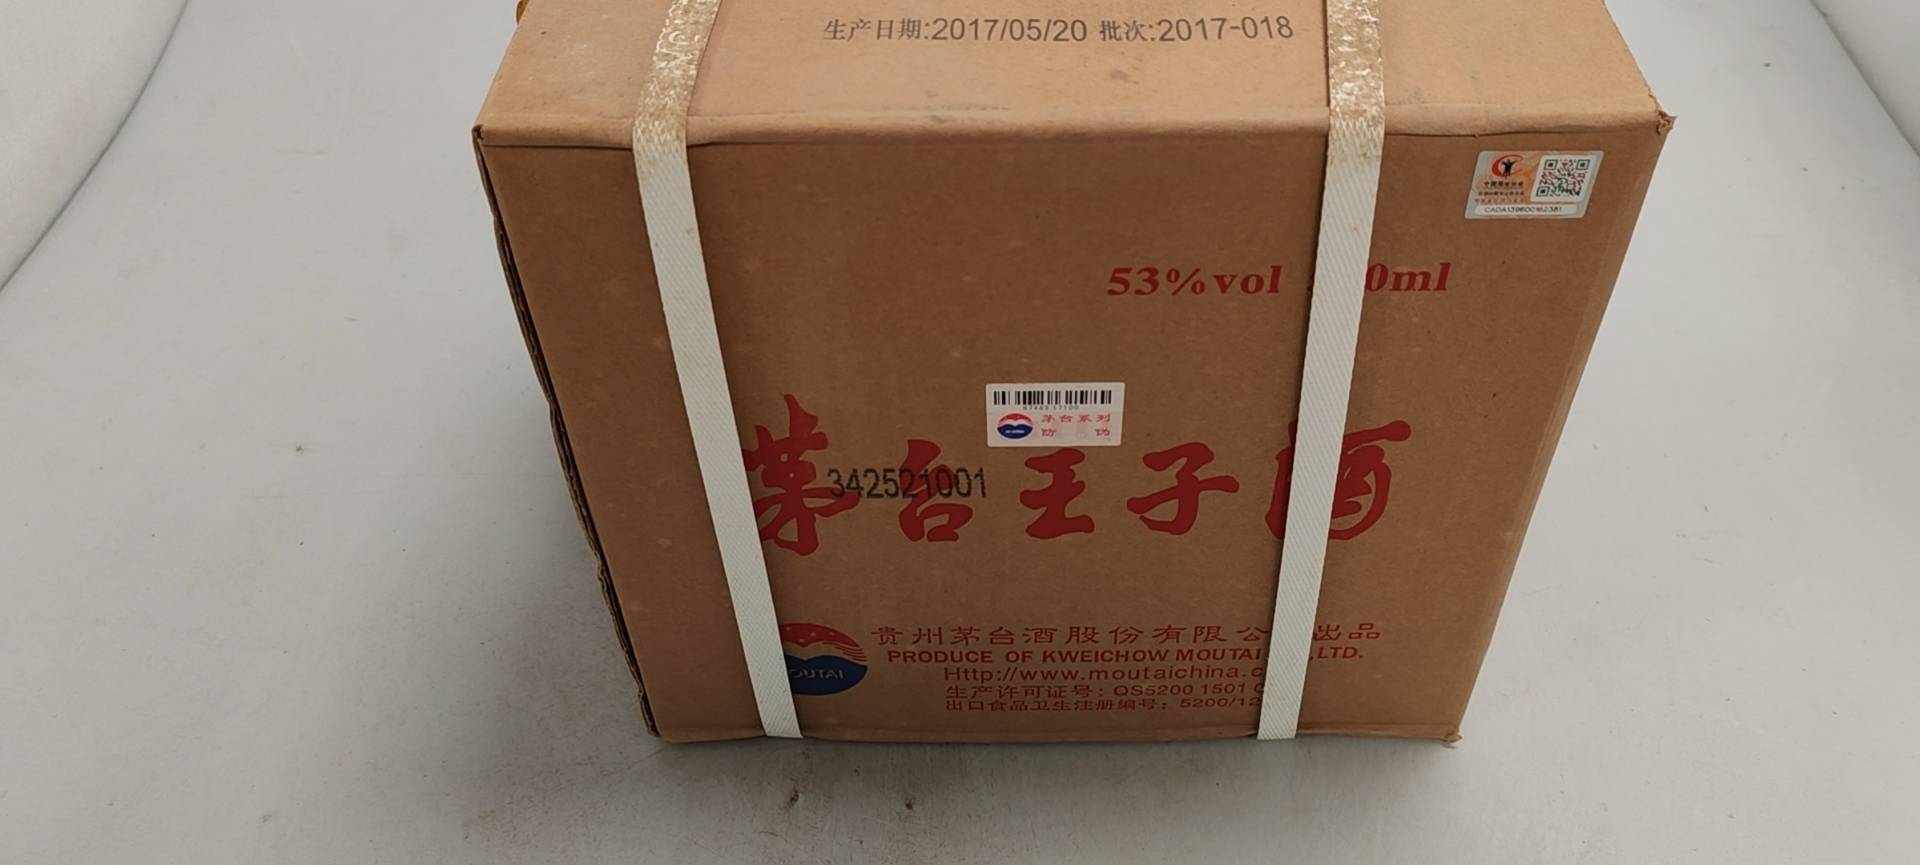 生产日期:2017/05/20 批次:2017-018
CADA139600162381
53%vol 0ml
茅台系列
防 伪
342521001
茅台王子酒
MOUTAI
贵州茅台酒股份有限公 出品
PRODUCE OF KWEICHOW MOUTAI ,LTD.
Http://www.moutaichina.c
生产许可证号：QS5200 1501
出口食品卫生注册编号：5200/12